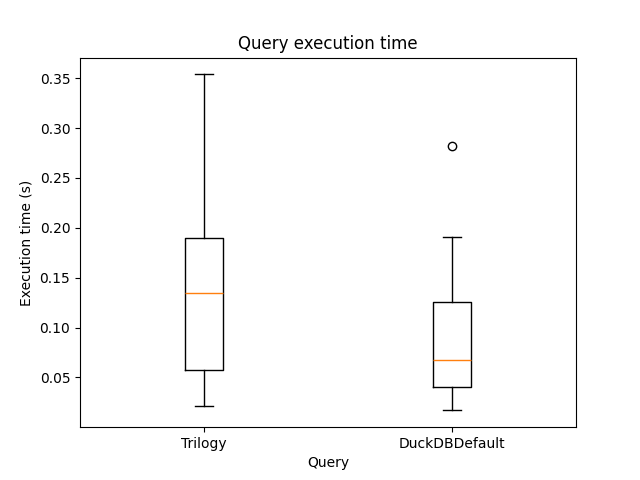 Query execution time
Execution time (s)
0.35
0.30
0.25
0.20
0.15
0.10
0.05
Trilogy
DuckDBDefault
Query